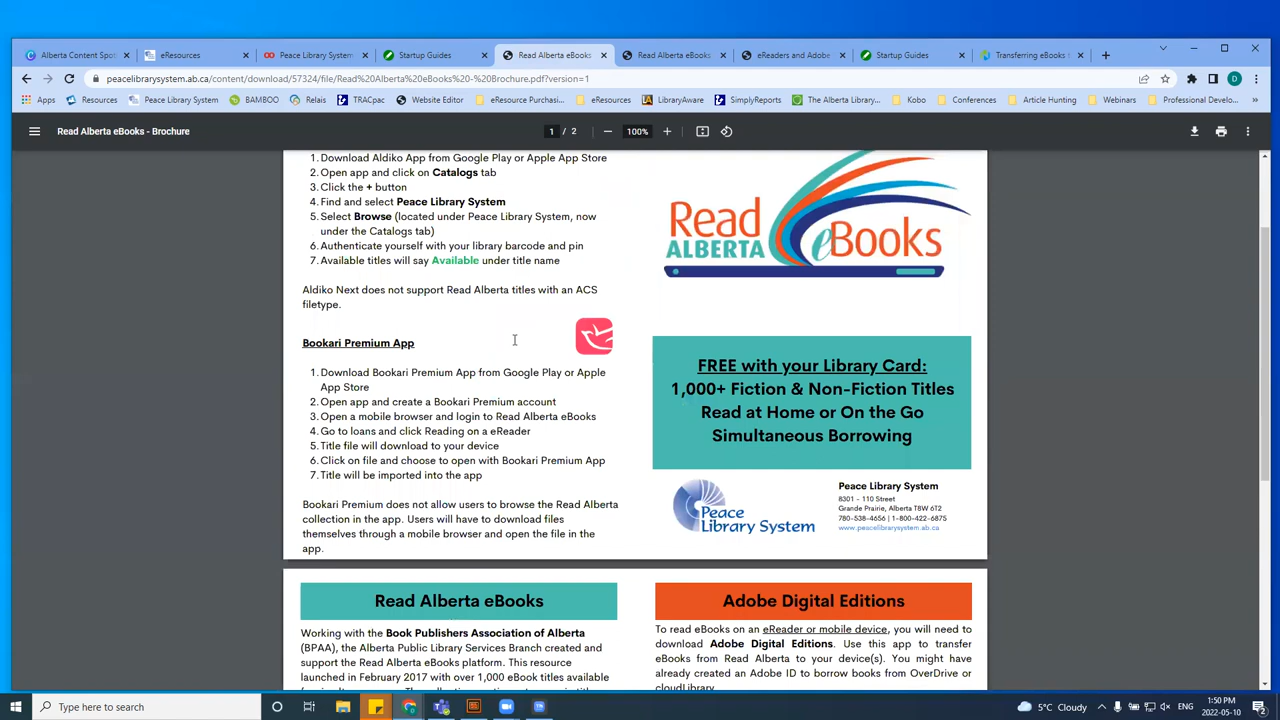 Alberta Content Spo
eResources
Peace Library System
Startup Guides
Read Alberta eBooks
Read Alberta eBooks
eReaders and Adobe
Startup Guides
Transferring eBooks t
peacelibrarysystem.ab.ca/content/download/57324/file/Read%20Alberta%20eBooks%20-%20Brochure.pdf?version=1
D
Apps
Resources
Peace Library System
BAMBOO
Relais
TRACpac
Website Editor
eResource Purchasi...
eResources
LibraryAware
SimplyReports
The Alberta Library...
Kobo
Conferences
Article Hunting
Webinars
Professional Develo...
»
Read Alberta eBooks - Brochure
1 / 2
100%
1. Download Aldiko App from Google Play or Apple App Store
2. Open app and click on Catalogs tab
3. Click the + button
4. Find and select Peace Library System
5. Select Browse (located under Peace Library System, now
under the Catalogs tab)
6. Authenticate yourself with your library barcode and pin
7. Available titles will say Available under title name
Aldiko Next does not support Read Alberta titles with an ACS
filetype.
Bookari Premium App
1. Download Bookari Premium App from Google Play or Apple
App Store
2. Open app and create a Bookari Premium account
3. Open a mobile browser and login to Read Alberta eBooks
4. Go to loans and click Reading on a eReader
5. Title file will download to your device
6. Click on file and choose to open with Bookari Premium App
7. Title will be imported into the app
Bookari Premium does not allow users to browse the Read Alberta
collection in the app. Users will have to download files
themselves through a mobile browser and open the file in the
app.
Read
ALBERTA
eBooks
FREE with your Library Card:
1,000+ Fiction & Non-Fiction Titles
Read at Home or On the Go
Simultaneous Borrowing
Peace
Library System
Peace Library System
8301 - 110 Street
Grande Prairie, Alberta T8W 6T2
780-538-4656 | 1-800-422-6875
www.peacelibrarysystem.ab.ca
Read Alberta eBooks
Working with the Book Publishers Association of Alberta
(BPAA), the Alberta Public Library Services Branch created and
support the Read Alberta eBooks platform. This resource
launched in February 2017 with over 1,000 eBook titles available
Adobe Digital Editions
To read eBooks on an eReader or mobile device, you will need to
download Adobe Digital Editions. Use this app to transfer
eBooks from Read Alberta to your device(s). You might have
already created an Adobe ID to borrow books from OverDrive or
cloudLibrary
Type here to search
5°C Cloudy
ENG
1:50 PM
2022-05-10
2